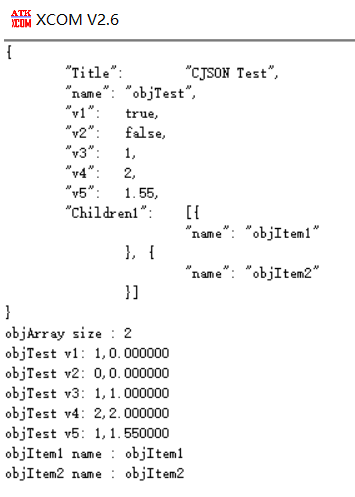 ATK
XCOM XCOM V2.6
{
"Title": "CJSON Test",
"name": "objTest",
"v1": true,
"v2": false,
"v3": 1,
"v4": 2,
"v5": 1.55,
"Children1": [{
"name": "objItem1"
}, {
"name": "objItem2"
}]
}
objArray size : 2
objTest v1: 1,0.000000
objTest v2: 0,0.000000
objTest v3: 1,1.000000
objTest v4: 2,2.000000
objTest v5: 1,1.550000
objItem1 name : objItem1
objItem2 name : objItem2